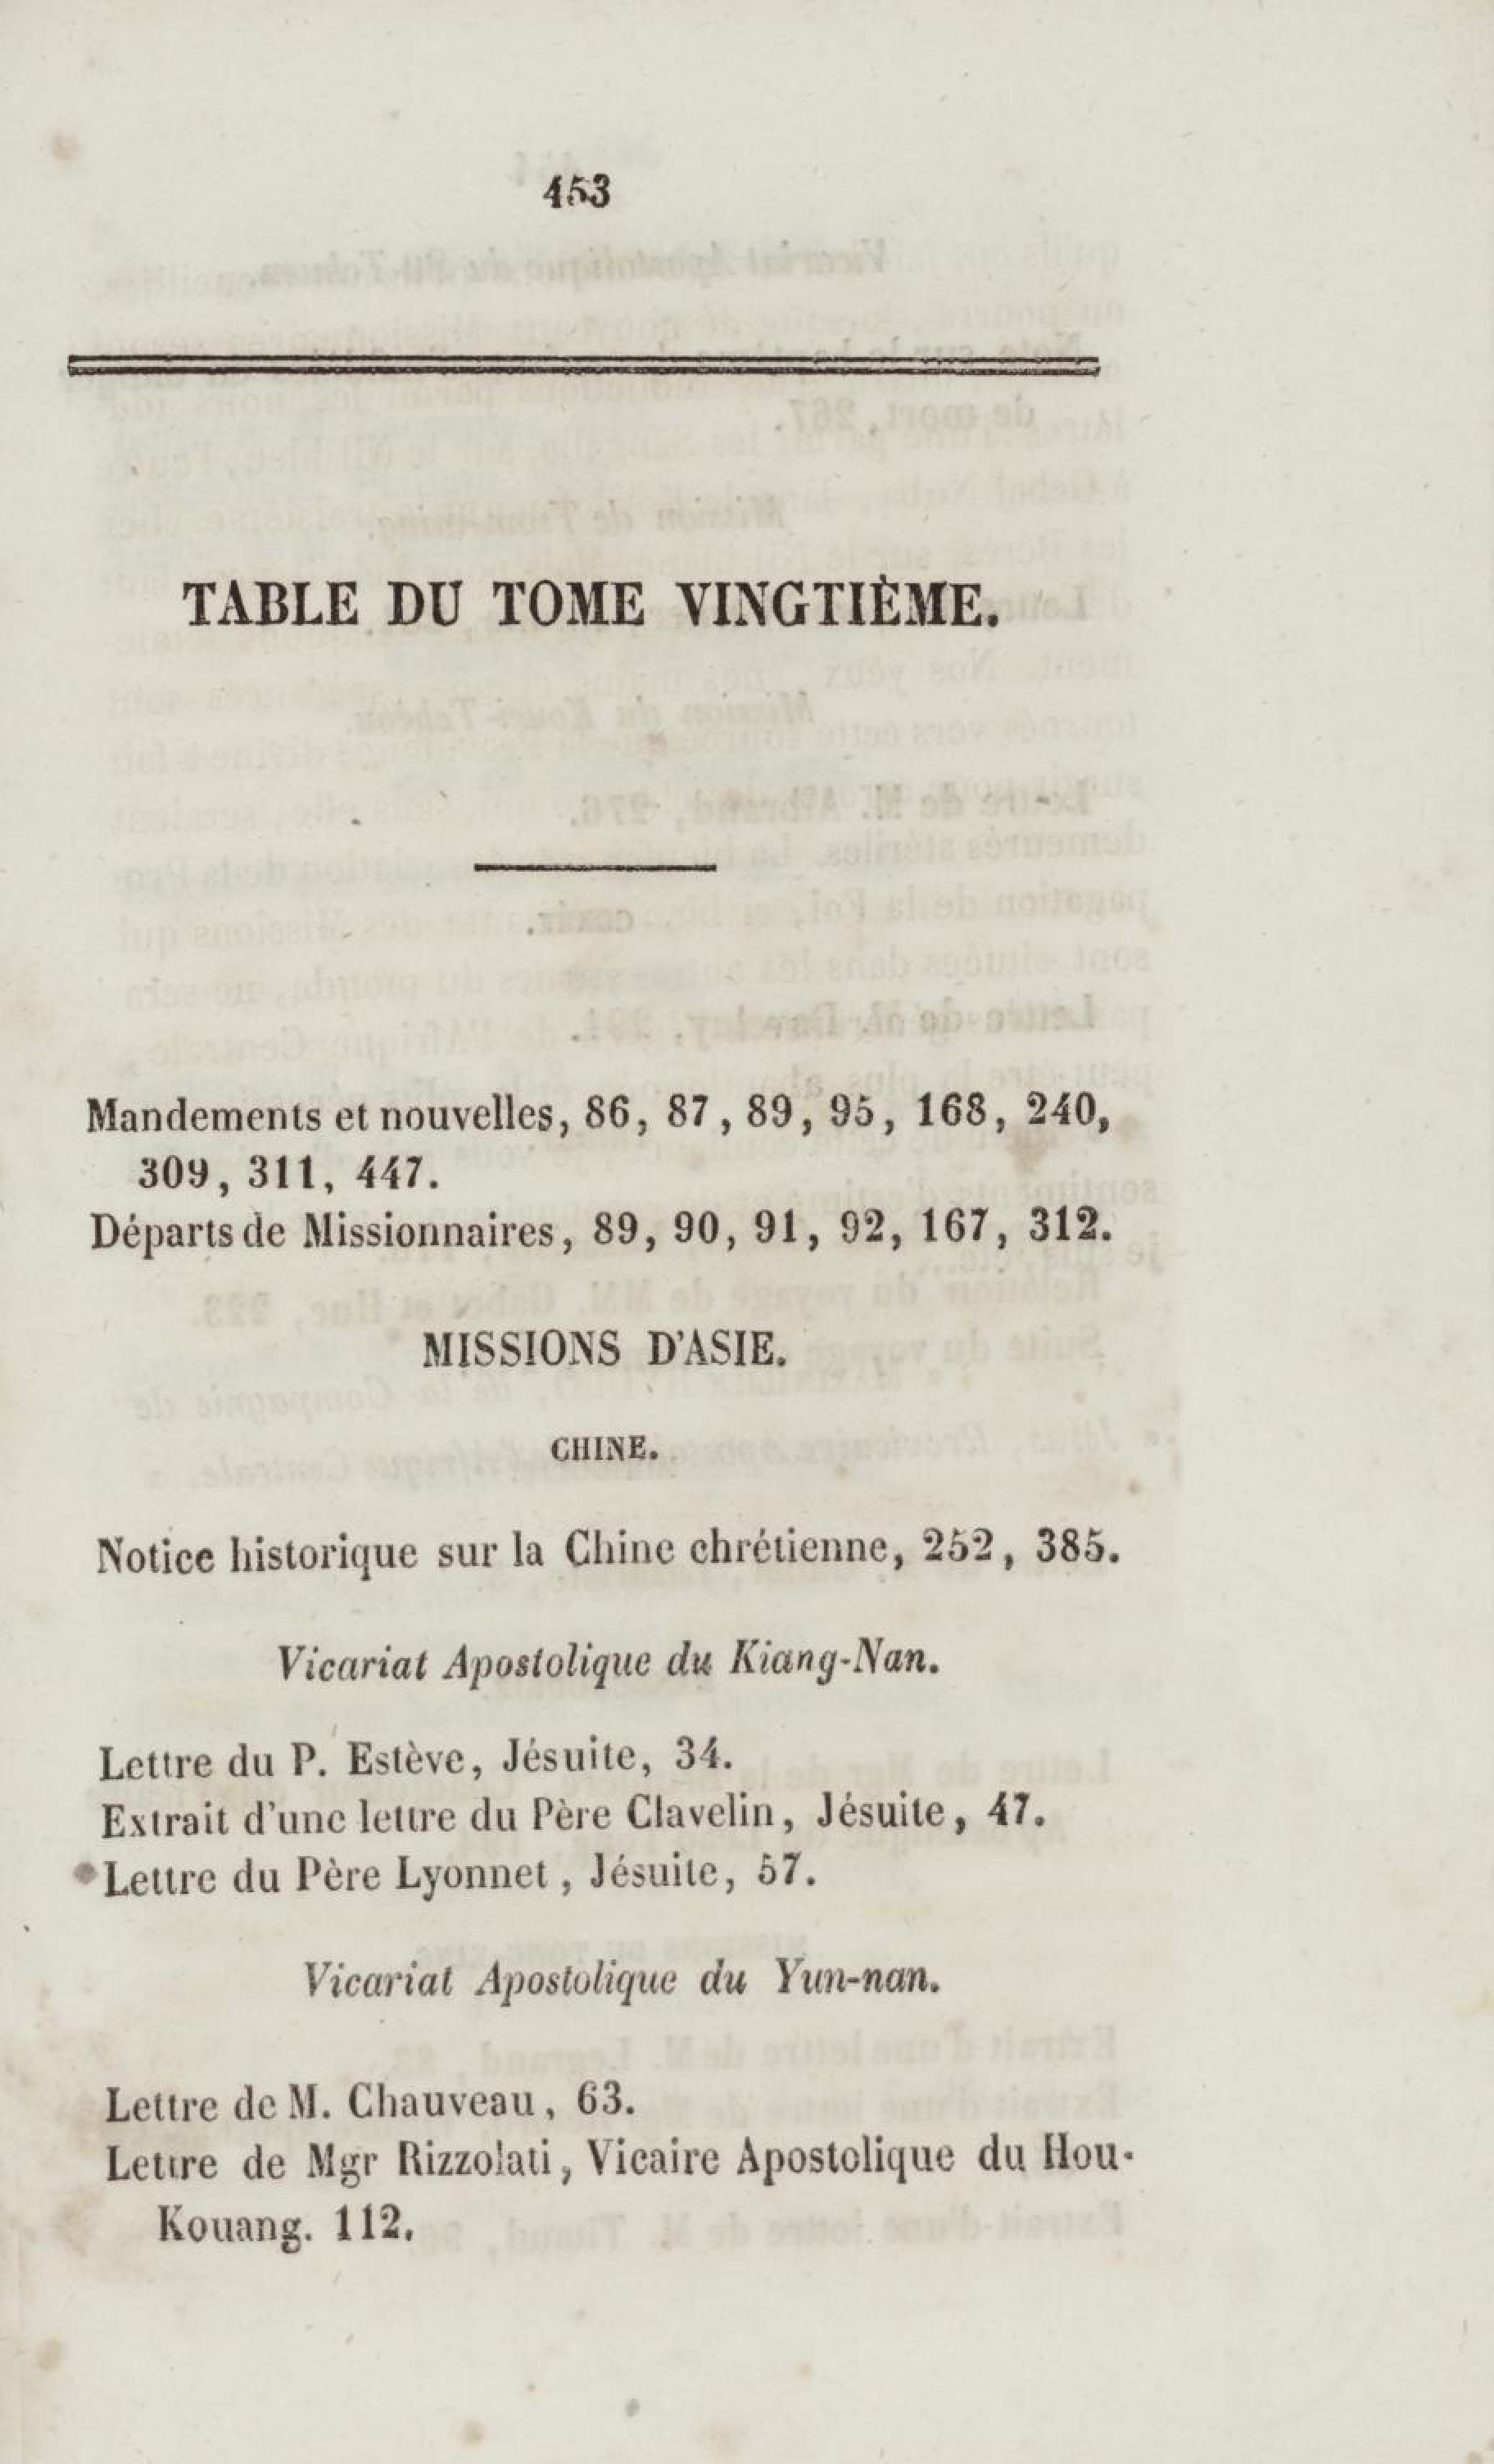 453
TABLE DU TOME VINGTIÈME.
Mandements et nouvelles, 86, 87, 89, 95, 168, 240,
309, 311, 447.
Départs de Missionnaires, 89, 90, 91, 92, 167, 312.
MISSIONS D'ASIE.
CHINE.
Notice historique sur la Chine chrétienne, 252, 385.
Vicariat Apostolique du Kiang-Nan.
Lettre du P. Estève, Jésuite, 34.
Extrait d'une lettre du Père Clavelin, Jésuite, 47.
Lettre du Père Lyonnet, Jésuite, 57.
Vicariat Apostolique du Yun-nan.
Lettre de M. Chauveau, 63.
Lettre de Mgr Rizzolati, Vicaire Apostolique du Hou-
Kouang. 112.